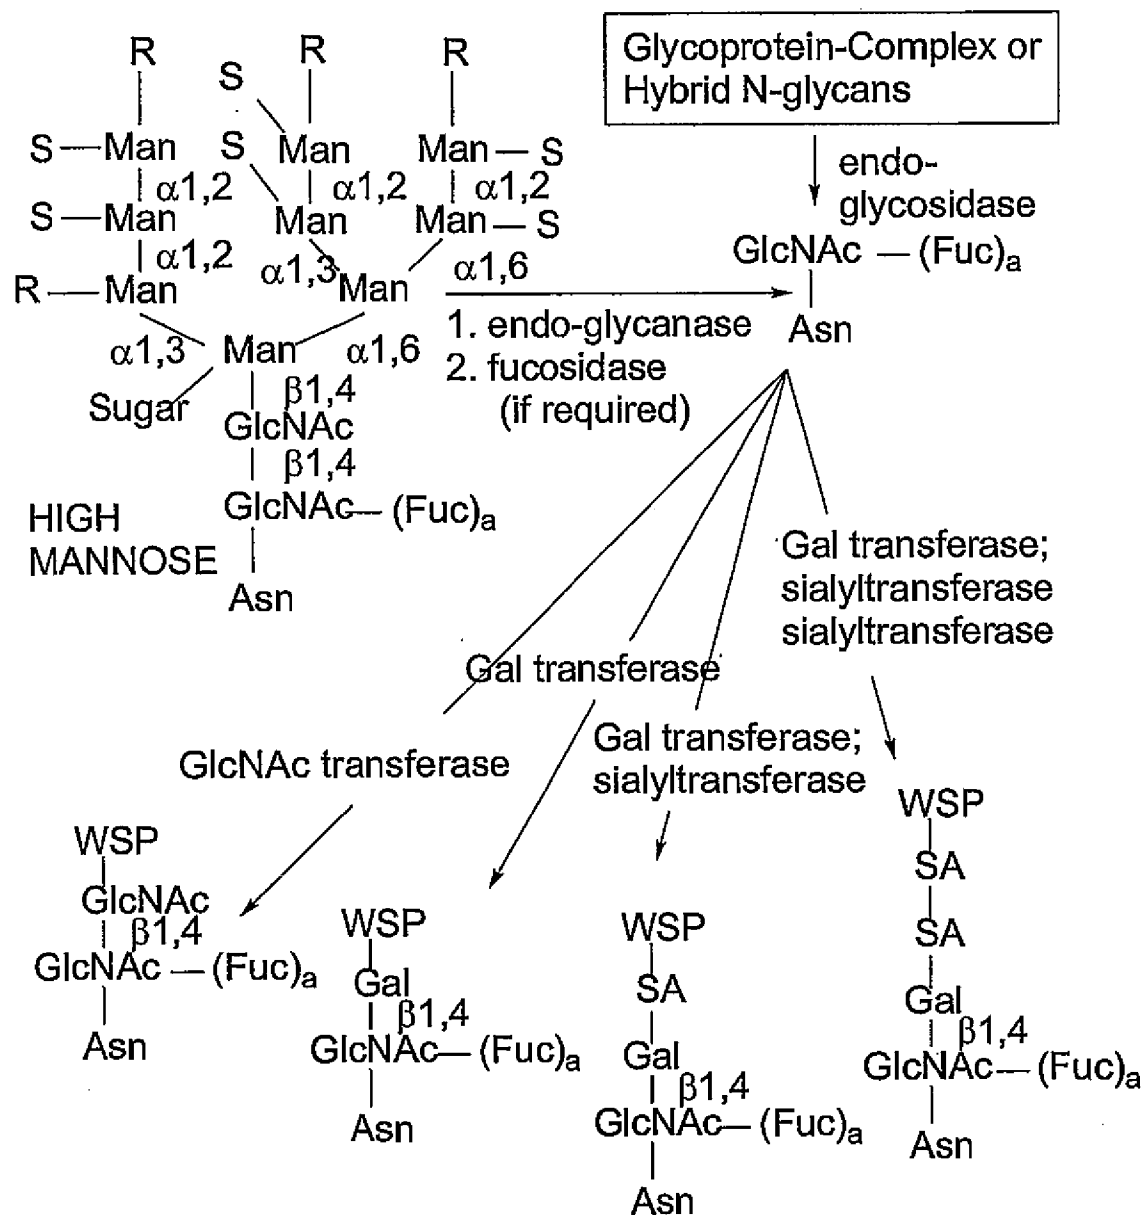 R
R
R
S
S—Man
S
Man
Man—S
α1,2
α1,2
α1,2
S—Man
Man
Man—S
α1,2
α1,3
α1,6
R—Man
Man
α1,3
Man
α1,6
Sugar
β1,4
GlcNAc
β1,4
GlcNAc—(Fuc)a
Asn
HIGH
MANNOSE
1. endo-glycanase
2. fucosidase
(if required)
Glycoprotein-Complex or
Hybrid N-glycans
endo-
glycosidase
GlcNAc—(Fuc)a
Asn
GlcNAc transferase
Gal transferase
Gal transferase;
sialyltransferase
Gal transferase;
sialyltransferase
sialyltransferase
WSP
GlcNAc
β1,4
GlcNAc—(Fuc)a
Asn
WSP
Gal
β1,4
GlcNAc—(Fuc)a
Asn
WSP
SA
Gal
β1,4
GlcNAc—(Fuc)a
Asn
WSP
SA
SA
Gal
β1,4
GlcNAc—(Fuc)a
Asn